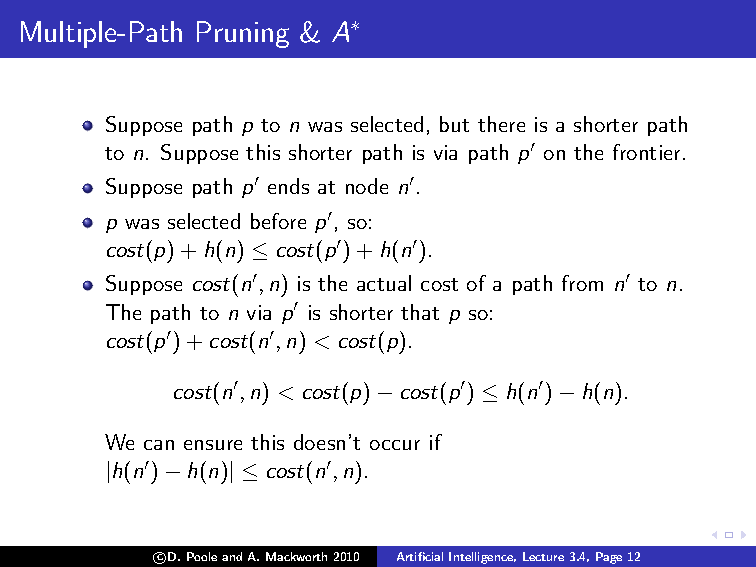 Multiple-Path Pruning & A*
Suppose path p to n was selected, but there is a shorter path
to n. Suppose this shorter path is via path p′ on the frontier.
Suppose path p′ ends at node n′.
p was selected before p′, so:
cost(p) + h(n) ≤ cost(p′) + h(n′).
Suppose cost(n′, n) is the actual cost of a path from n′ to n.
The path to n via p′ is shorter that p so:
cost(p′) + cost(n′, n) < cost(p).
cost(n′, n) < cost(p) − cost(p′) ≤ h(n′) − h(n).
We can ensure this doesn't occur if
|h(n′) − h(n)| ≤ cost(n′, n).
©D. Poole and A. Mackworth 2010
Artificial Intelligence, Lecture 3.4, Page 12